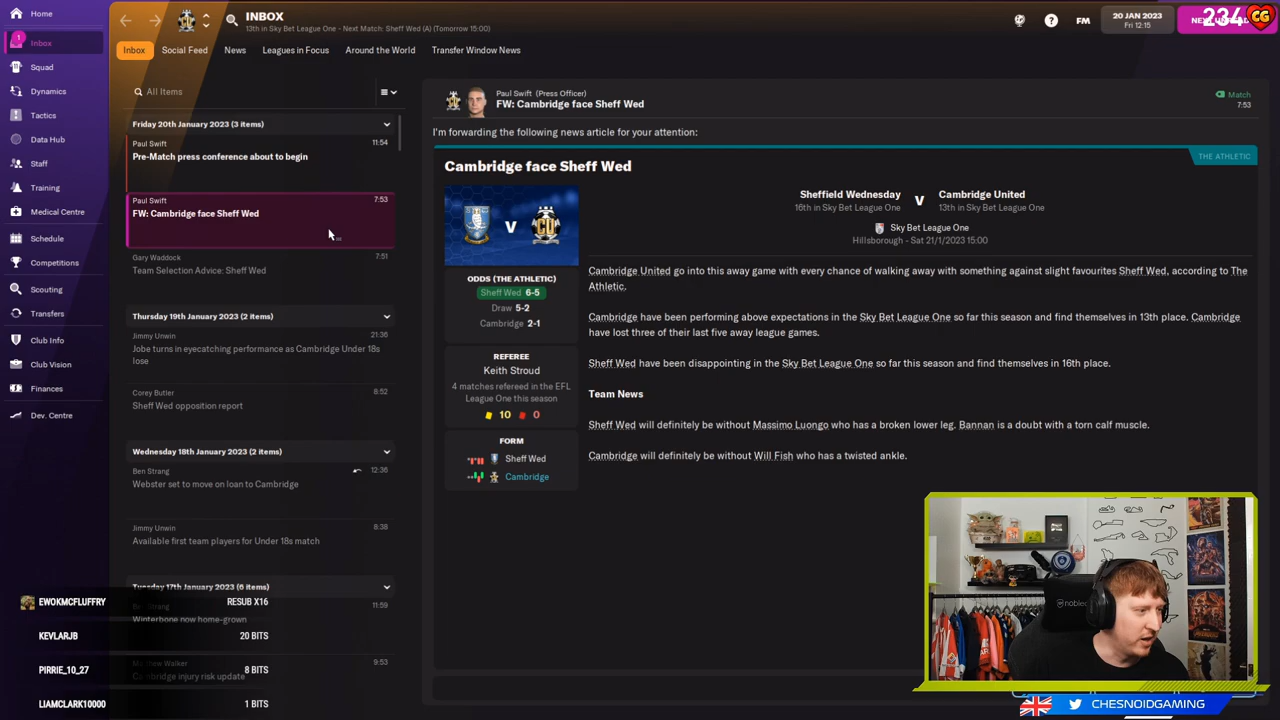 Home
Inbox
1
Squad
Dynamics
Tactics
Data Hub
Staff
Training
Medical Centre
Schedule
Competitions
Scouting
Transfers
Club Info
Club Vision
Finances
Dev. Centre
INBOX
13th in Sky Bet League One - Next Match: Sheff Wed (A) (Tomorrow 15:00)
FM
20 JAN 2023
Fri 12:15
234 CG
Inbox
Social Feed
News
Leagues in Focus
Around the World
Transfer Window News
All Items
Friday 20th January 2023 (3 items)
Paul Swift 11:54
Pre-Match press conference about to begin
Paul Swift 7:53
FW: Cambridge face Sheff Wed
Gary Waddock 7:51
Team Selection Advice: Sheff Wed
Thursday 19th January 2023 (2 items)
Jimmy Unwin 21:36
Jobe turns in eyecatching performance as Cambridge Under 18s
lose
Corey Butler 8:52
Sheff Wed opposition report
Wednesday 18th January 2023 (2 items)
Ben Strang 12:36
Webster set to move on loan to Cambridge
Jimmy Unwin 8:38
Available first team players for Under 18s match
Tuesday 17th January 2023 (6 items)
11:59
Winterbone now home-grown
Matthew Walker 9:53
Cambridge injury risk update
EWOKMCFLUFFRY RESUB X16
KEVLARJB 20 BITS
PIRRIE_10_27 8 BITS
LIAMCLARK10000 1 BITS
Paul Swift (Press Officer)
FW: Cambridge face Sheff Wed
Match
7:53
I'm forwarding the following news article for your attention:
Cambridge face Sheff Wed
THE ATHLETIC
V
CU
Sheffield Wednesday
16th in Sky Bet League One
V
Cambridge United
13th in Sky Bet League One
Sky Bet League One
Hillsborough - Sat 21/1/2023 15:00
ODDS (THE ATHLETIC)
Sheff Wed 6-5
Draw 5-2
Cambridge 2-1
REFEREE
Keith Stroud
4 matches refereed in the EFL
League One this season
10 0
FORM
Sheff Wed
Cambridge
Cambridge United go into this away game with every chance of walking away with something against slight favourites Sheff Wed, according to The
Athletic.
Cambridge have been performing above expectations in the Sky Bet League One so far this season and find themselves in 13th place. Cambridge
have lost three of their last five away league games.
Sheff Wed have been disappointing in the Sky Bet League One so far this season and find themselves in 16th place.
Team News
Sheff Wed will definitely be without Massimo Luongo who has a broken lower leg. Bannan is a doubt with a torn calf muscle.
Cambridge will definitely be without Will Fish who has a twisted ankle.
CHESNOIDGAMING